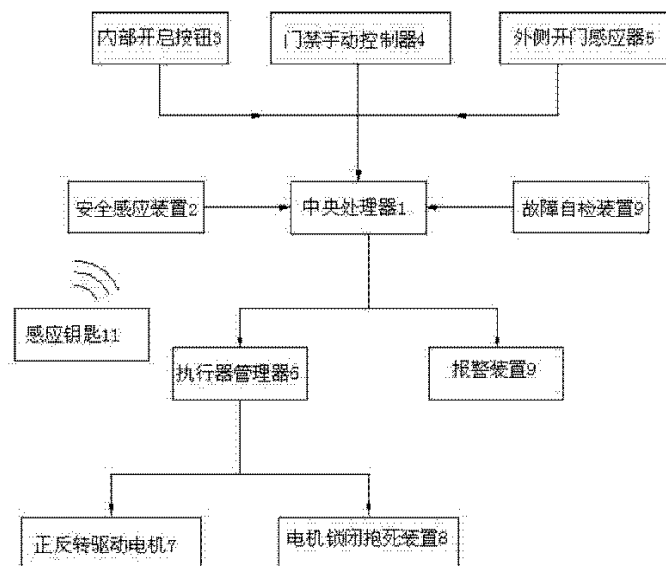 内部开启按钮3
门禁手动控制器4
外侧开门感应器5
安全感应装置2
中央处理器1
故障自检装置9
感应钥匙11
执行器管理器6
报警装置9
正反转驱动电机7
电机锁闭抱死装置8